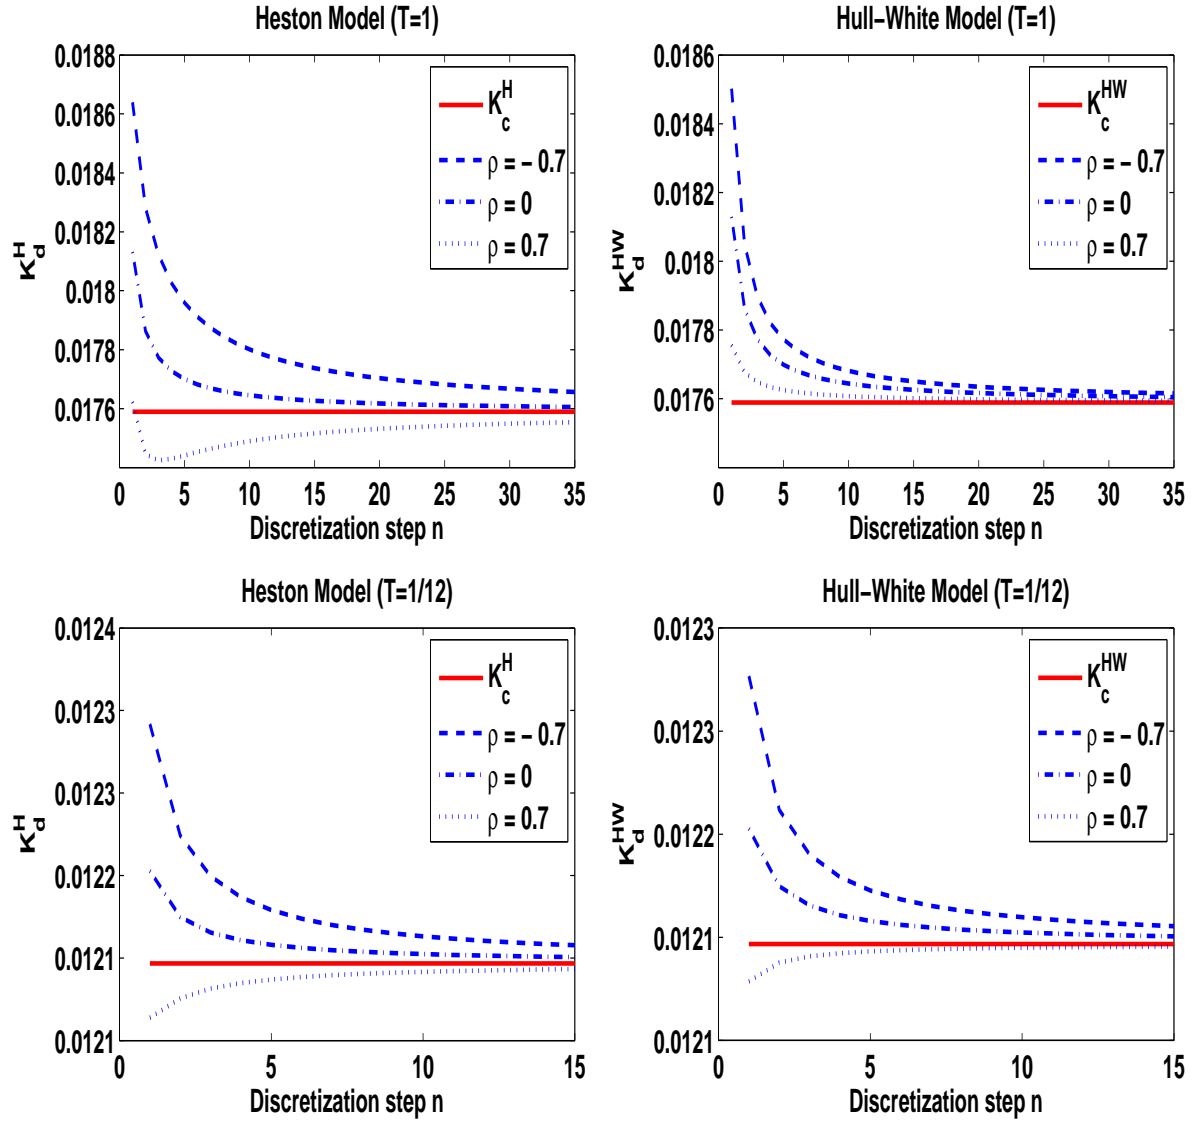 Heston Model (T=1)
0.0188
0.0186
0.0184
0.0182
0.018
0.0178
0.0176
K_d^H
K_c^H
ρ = − 0.7
ρ = 0
ρ = 0.7
0 5 10 15 20 25 30 35
Discretization step n
Hull−White Model (T=1)
0.0186
0.0184
0.0182
0.018
0.0178
0.0176
K_d^HW
K_c^HW
ρ = − 0.7
ρ = 0
ρ = 0.7
0 5 10 15 20 25 30 35
Discretization step n
Heston Model (T=1/12)
0.0124
0.0123
0.0123
0.0122
0.0121
0.0121
K_d^H
K_c^H
ρ = − 0.7
ρ = 0
ρ = 0.7
0 5 10 15
Discretization step n
Hull−White Model (T=1/12)
0.0123
0.0123
0.0122
0.0121
0.0121
K_d^HW
K_c^HW
ρ = − 0.7
ρ = 0
ρ = 0.7
0 5 10 15
Discretization step n